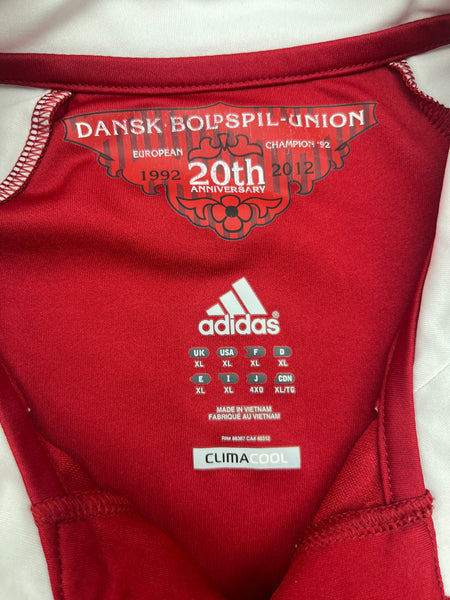 DANSK·BOLDSPIL-UNION
EUROPEAN CHAMPION '92
1992 20th 2012
ANNIVERSARY
adidas
UK USA F D
XL XL XL XL
E I J CDN
XL XL 4XO XL/TG
MADE IN VIETNAM
FABRIQUÉ AU VIETNAM
CLIMACOOL